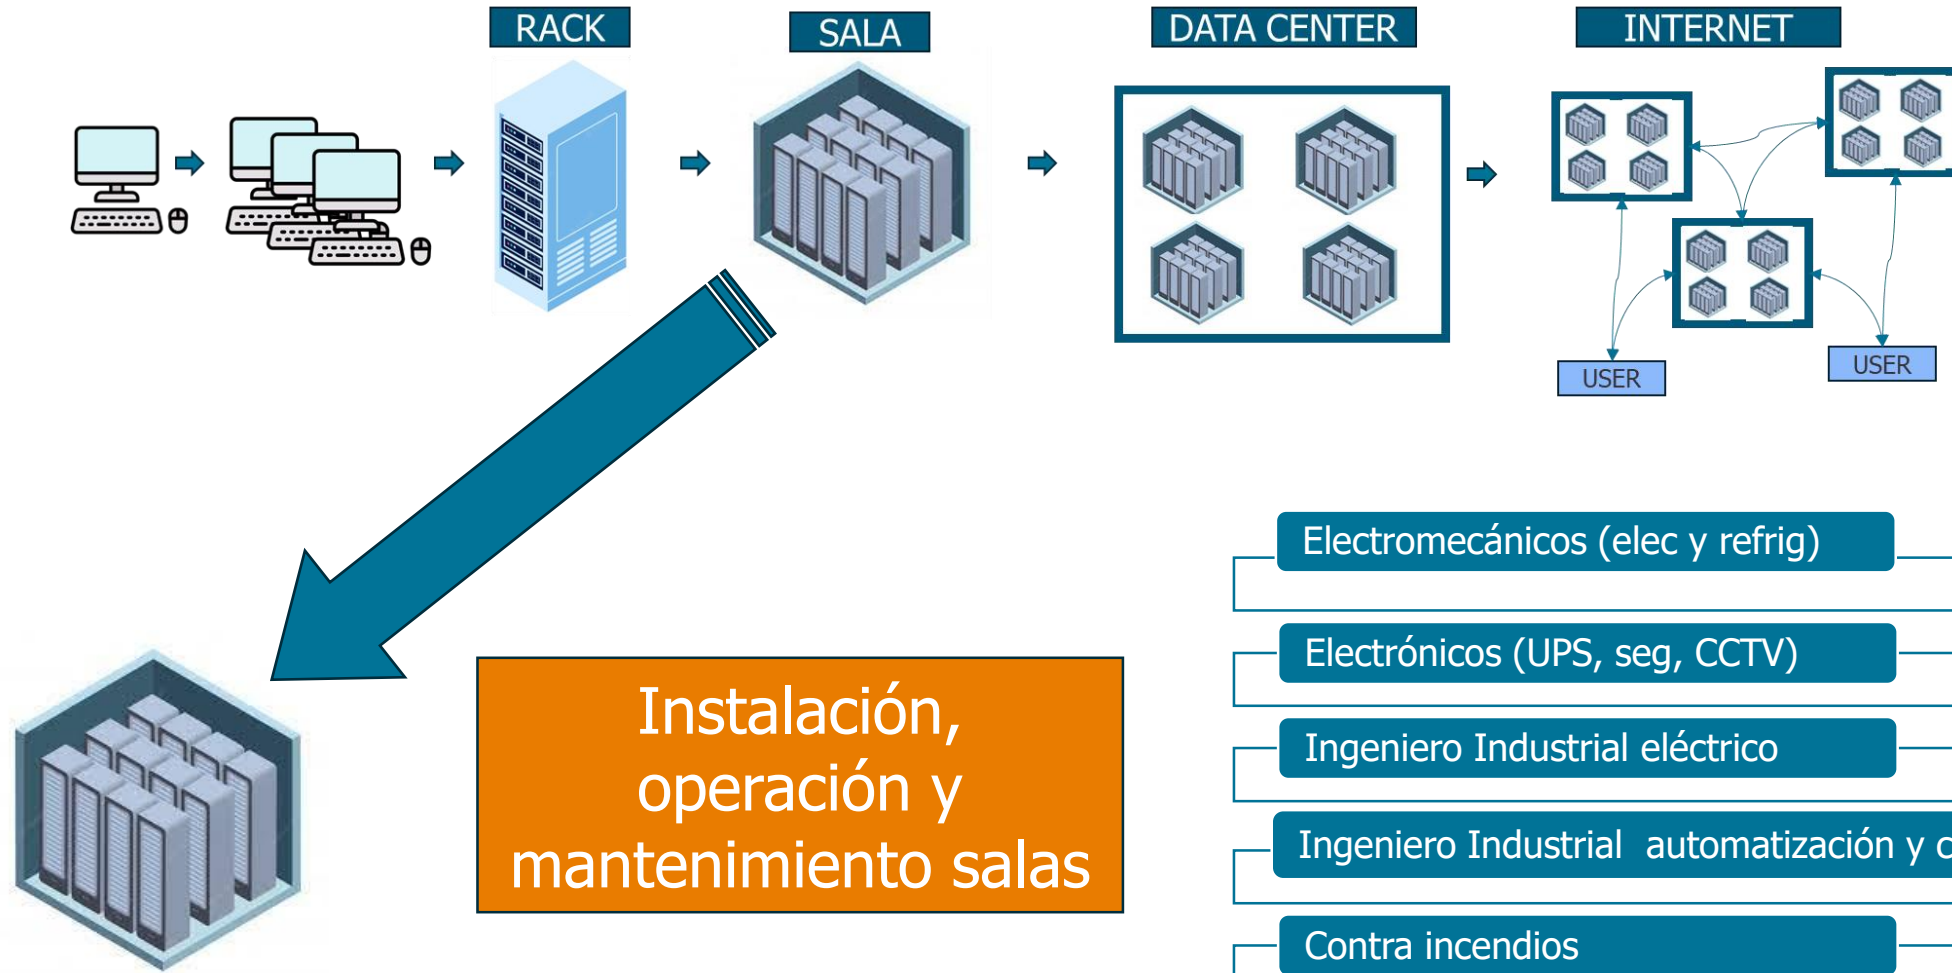 RACK
SALA
DATA CENTER
INTERNET
USER
USER
Electromecánicos (elec y refrig)
Electrónicos (UPS, seg, CCTV)
Ingeniero Industrial eléctrico
Ingeniero Industrial automatización y c
Contra incendios
Instalación,
operación y
mantenimiento salas